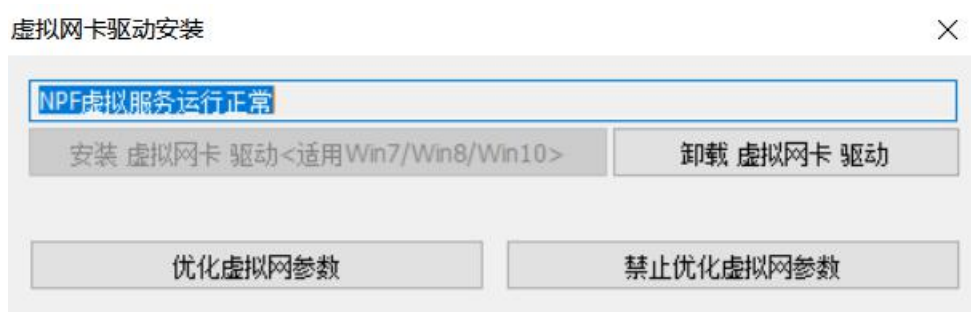 虚拟网卡驱动安装
NPF虚拟服务运行正常
安装 虚拟网卡 驱动<适用Win7/Win8/Win10>
卸载 虚拟网卡 驱动
优化虚拟网参数
禁止优化虚拟网参数